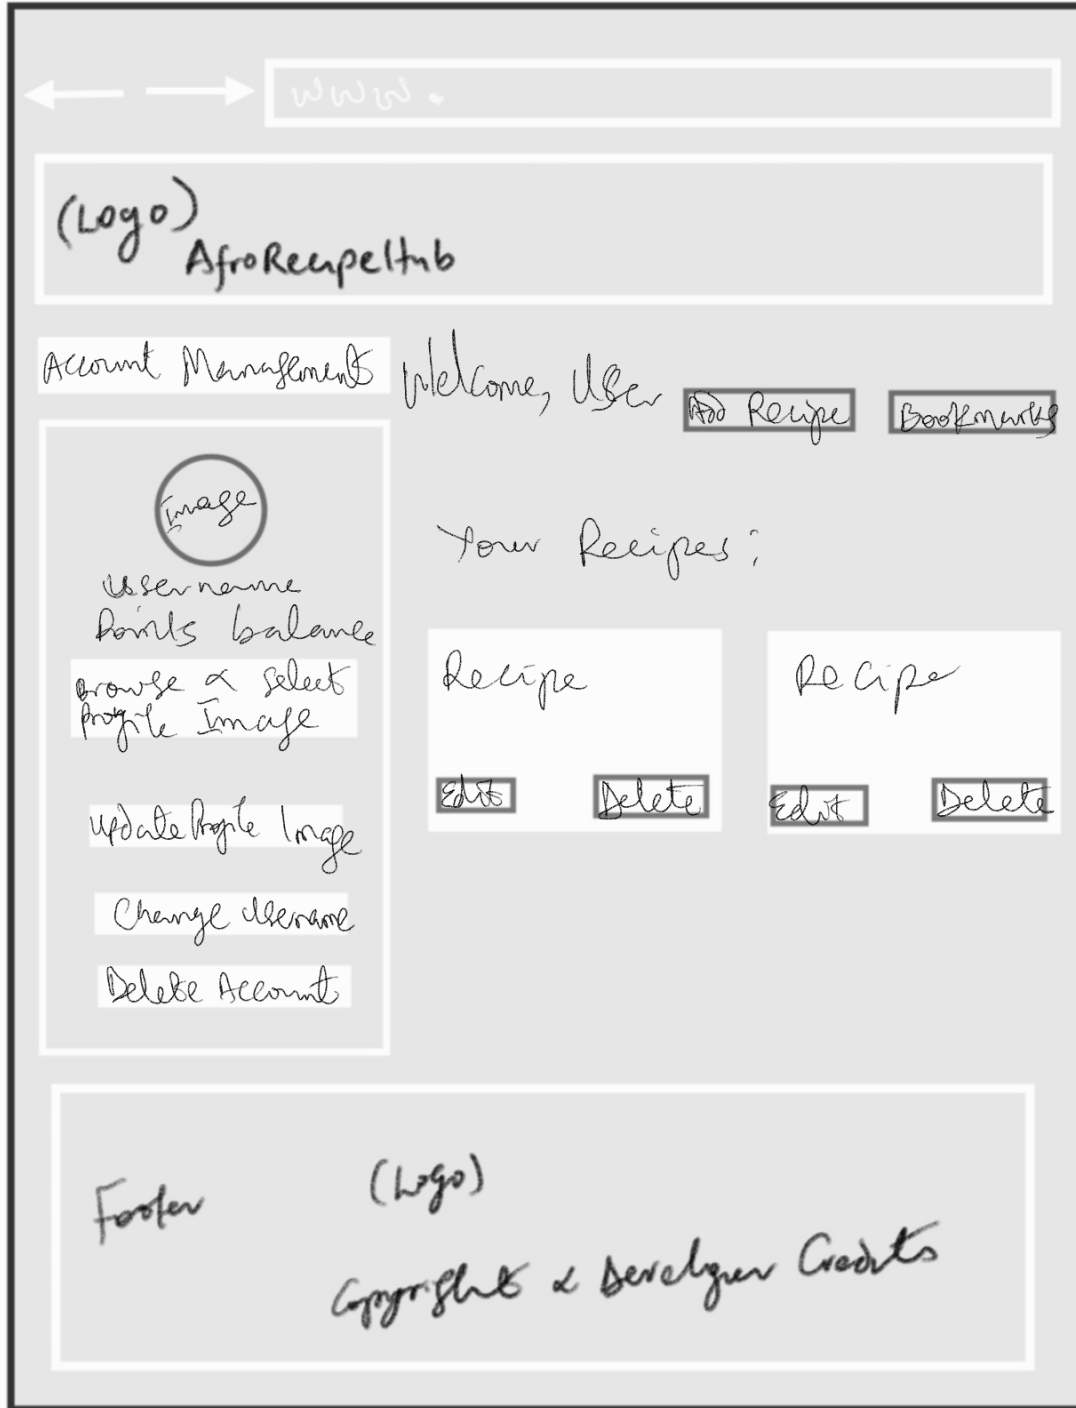 www.
(Logo)
AfroRecipeHub
Account Management
Welcome, User
Add Recipe
Bookmarks
Image
Username
Points balance
Browse & select
Profile Image
Update Profile Image
Change Username
Delete Account
Your Recipes:
Recipe
Edit
Delete
Recipe
Edit
Delete
Footer
(Logo)
Copyright & Developer Credits